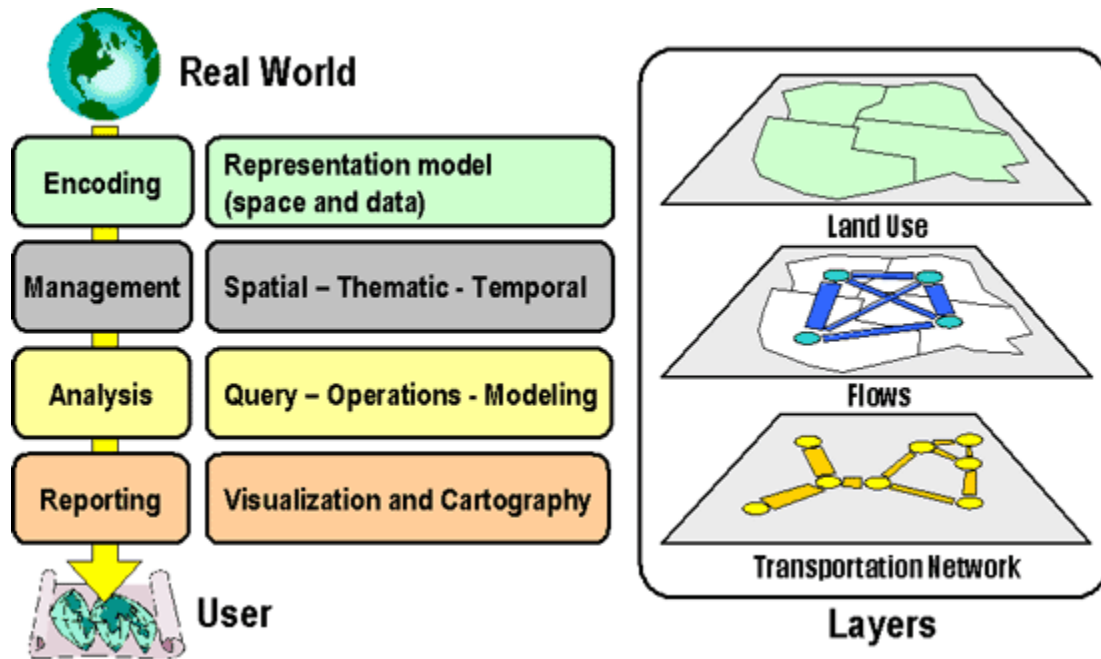 Real World
Encoding
Representation model
(space and data)
Management
Spatial – Thematic - Temporal
Analysis
Query – Operations - Modeling
Reporting
Visualization and Cartography
User
Land Use
Flows
Transportation Network
Layers